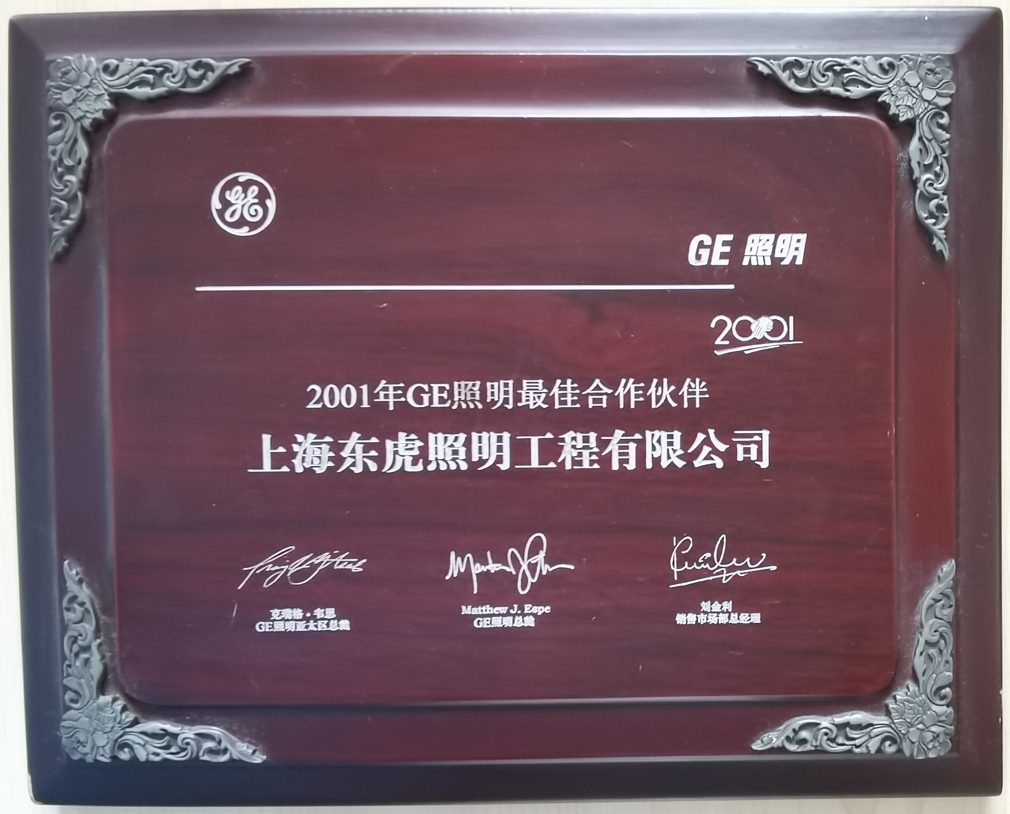 GE
GE 照明
2001
2001年GE照明最佳合作伙伴
上海东虎照明工程有限公司
克瑞格·韦恩
GE照明亚太区总裁
Matthew J. Espe
GE照明总裁
刘金利
销售市场部总经理